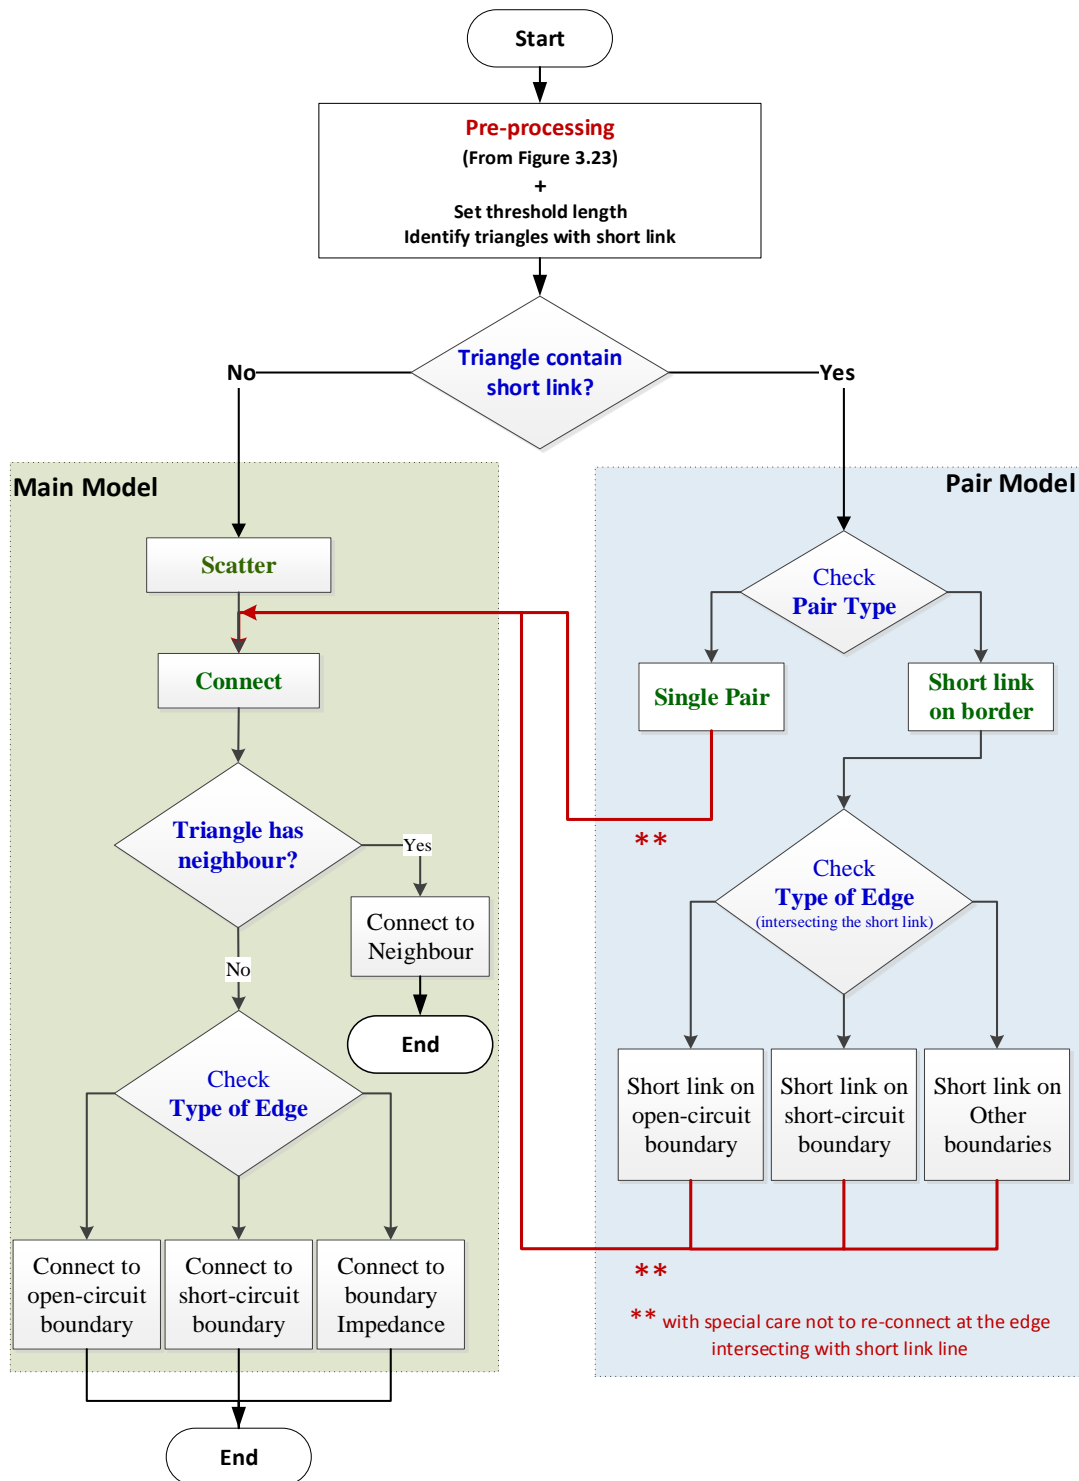 Start
Pre-processing
(From Figure 3.23)
+
Set threshold length
Identify triangles with short link
Triangle contain
short link?
No
Yes
Main Model
Pair Model
Scatter
Check
Pair Type
Connect
Single Pair
Short link
on border
Triangle has
neighbour?
Yes
**
Check
Type of Edge
(intersecting the short link)
Connect to
Neighbour
No
End
Check
Type of Edge
Short link on
open-circuit
boundary
Short link on
short-circuit
boundary
Short link on
Other
boundaries
Connect to
open-circuit
boundary
Connect to
short-circuit
boundary
Connect to
boundary
Impedance
**
** with special care not to re-connect at the edge
intersecting with short link line
End